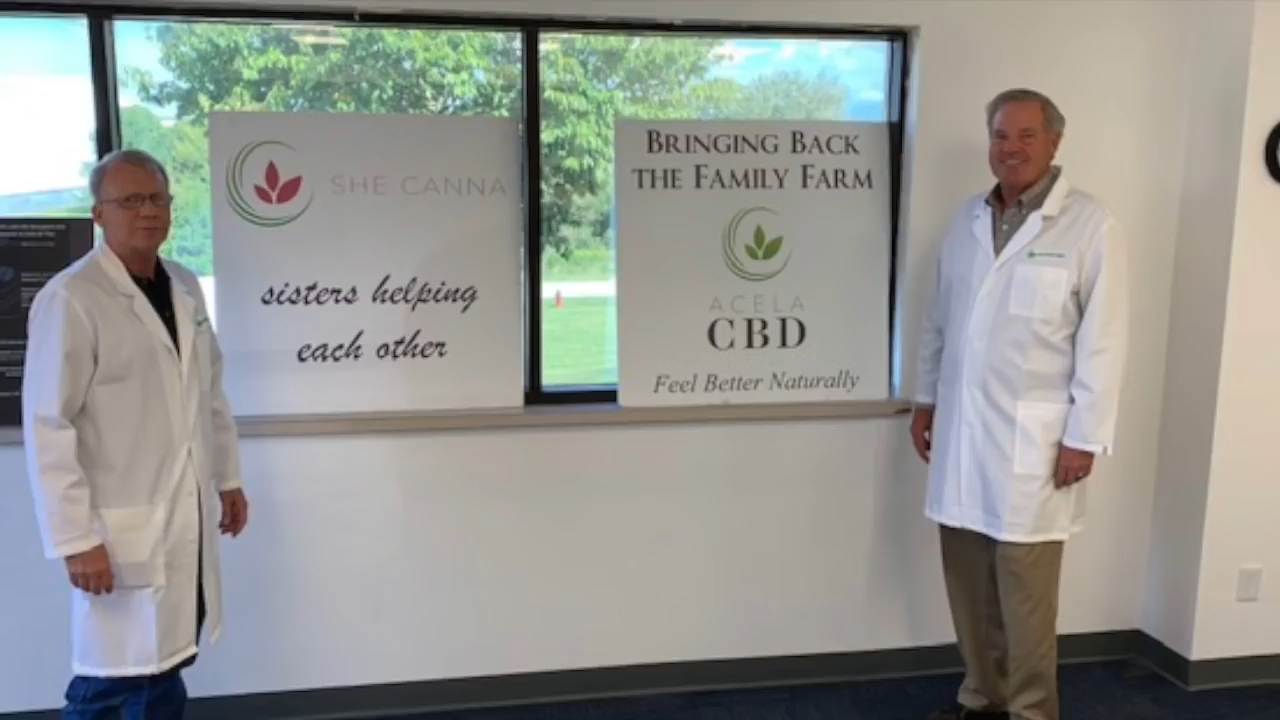 SHE CANNA
sisters helping
each other
BRINGING BACK
THE FAMILY FARM
ACELA
CBD
Feel Better Naturally